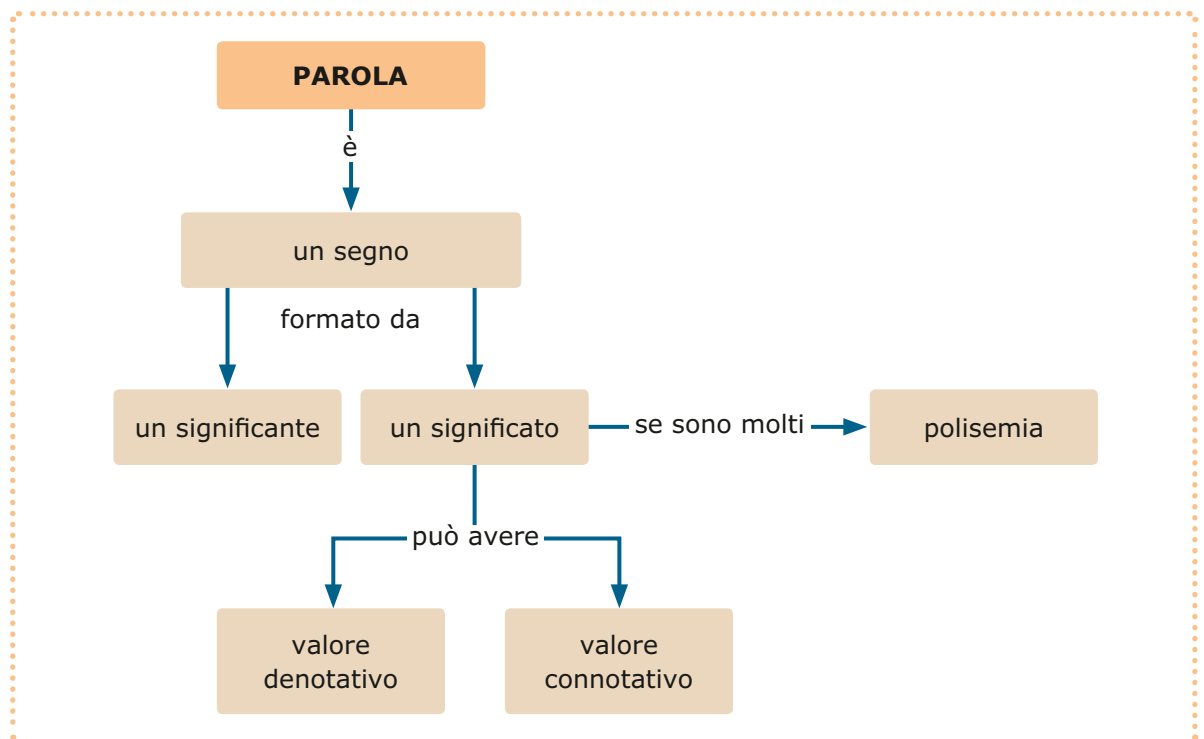 PAROLA
è
un segno
formato da
un significante
un significato
se sono molti
polisemia
può avere
valore
denotativo
valore
connotativo